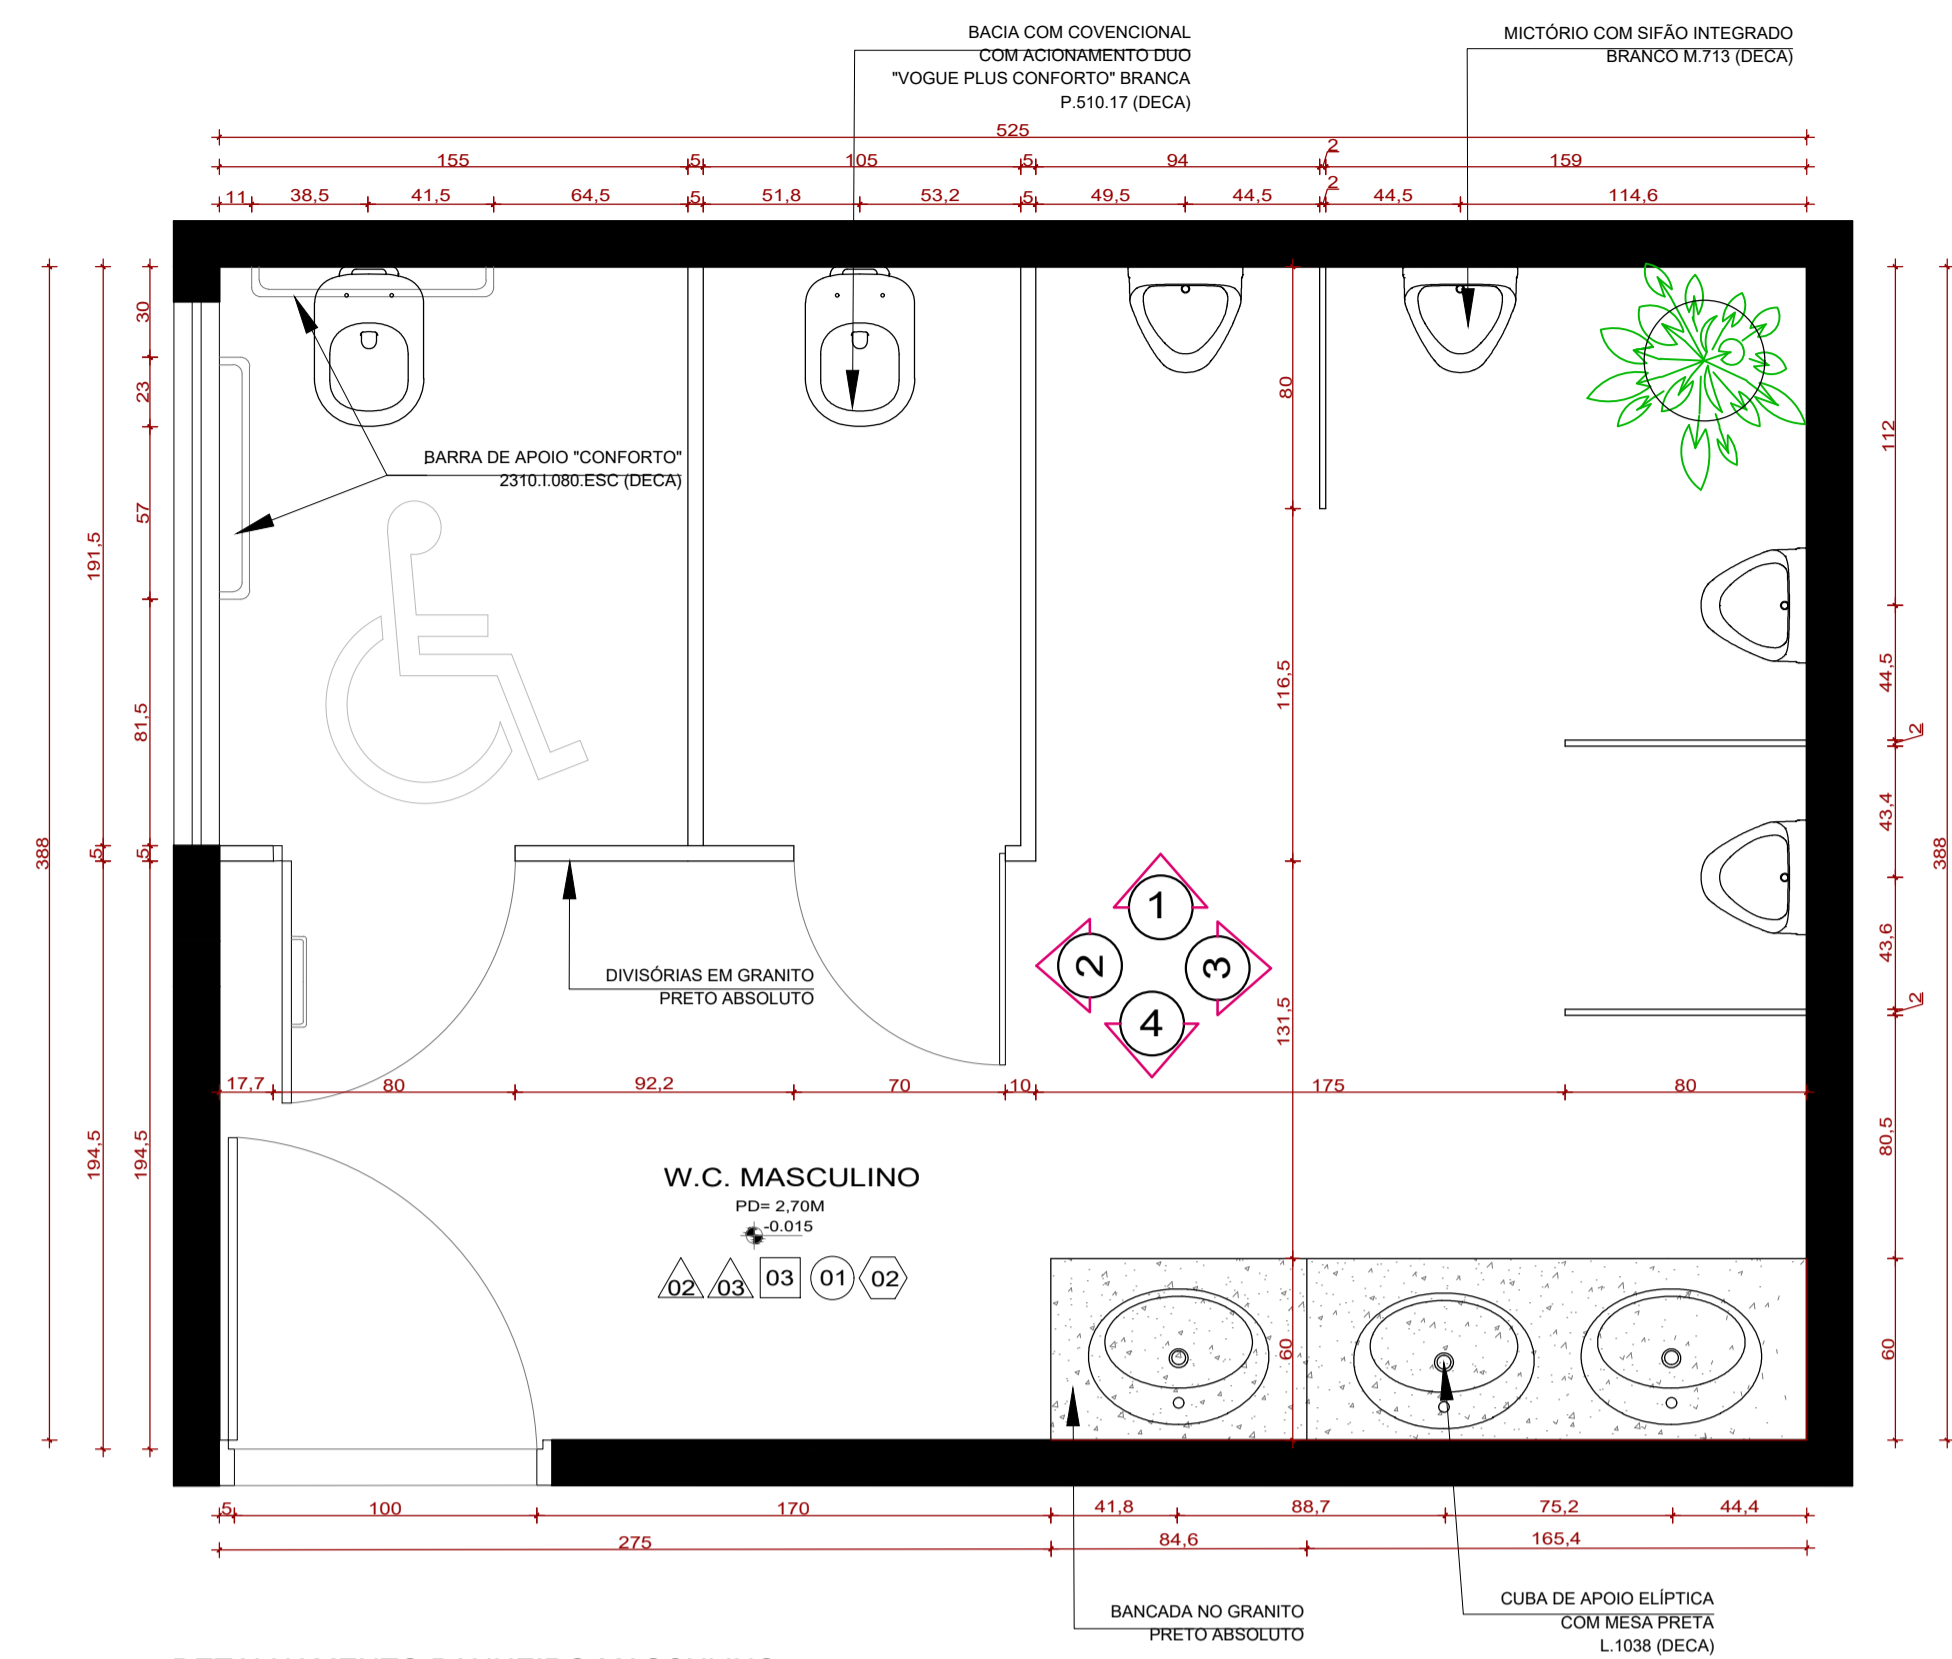 BACIA COM COVENCIONAL
COM ACIONAMENTO DUO
"VOGUE PLUS CONFORTO" BRANCA
P.510.17 (DECA)
MICTÓRIO COM SIFÃO INTEGRADO
BRANCO M.713 (DECA)
525
155 5 105 5 94 2 159
11 38,5 41,5 64,5 5 51,8 53,2 5 49,5 44,5 2 44,5 114,6
388
191,5
5
194,5
30
23
57
81,5
5
194,5
BARRA DE APOIO "CONFORTO"
2310.I.080.ESC (DECA)
80
116,5
131,5
60
112
44,5
2
43,4
43,6
2
80,5
60
388
1
2
3
4
DIVISÓRIAS EM GRANITO
PRETO ABSOLUTO
17,7 80 92,2 70 10 175 80
W.C. MASCULINO
PD= 2,70M
-0.015
02 03 03 01 02
5 100 170 41,8 88,7 75,2 44,4
275 84,6 165,4
BANCADA NO GRANITO
PRETO ABSOLUTO
CUBA DE APOIO ELÍPTICA
COM MESA PRETA
L.1038 (DECA)